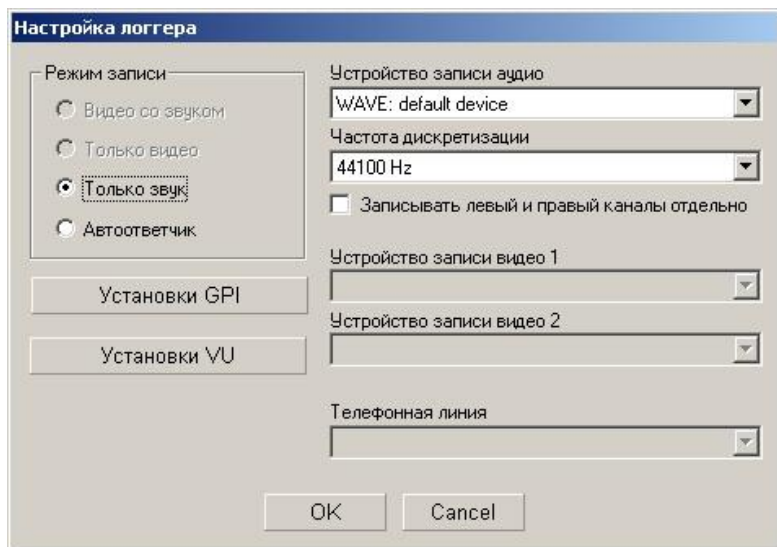 Настройка логгера
Режим записи
Видео со звуком
Только видео
Только звук
Автоответчик
Установки GPI
Установки VU
Устройство записи аудио
WAVE: default device
Частота дискретизации
44100 Hz
Записывать левый и правый каналы отдельно
Устройство записи видео 1
Устройство записи видео 2
Телефонная линия
OK
Cancel